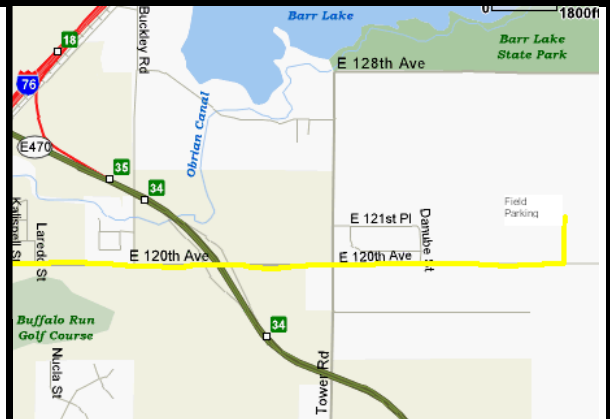 0
1800ft
Barr Lake
Barr Lake
State Park
18
Buckley Rd
76
E 128th Ave
Obrian Canal
E470
35
34
Field
Parking
Kalispell St
Laredo St
E 121st Pl
Danube St
E 120th Ave
E 120th Ave
Buffalo Run
Golf Course
34
Nucla St
Tower Rd